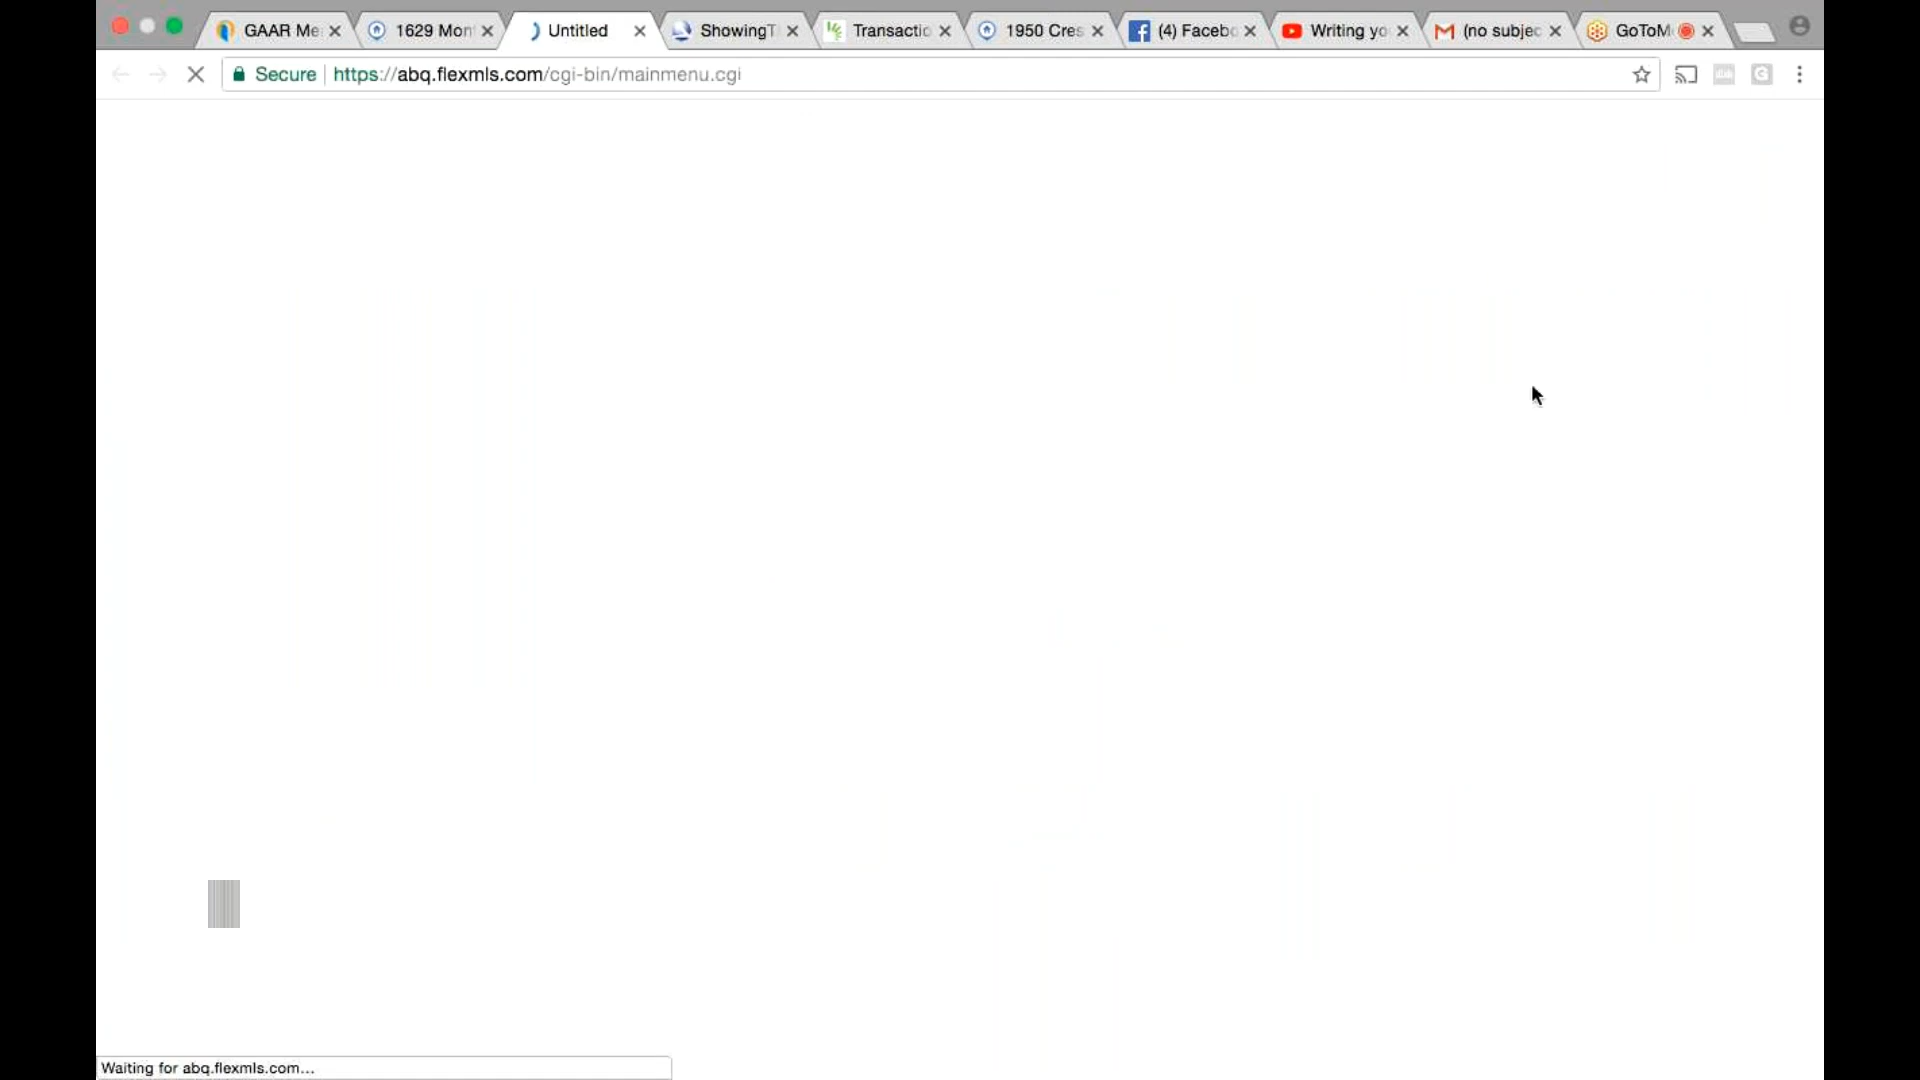 GAAR Me
1629 Mon
Untitled
ShowingT
Transactio
1950 Cres
(4) Facebo
Writing yo
(no subjec
GoToM
Secure
https://abq.flexmls.com/cgi-bin/mainmenu.cgi
Waiting for abq.flexmls.com...